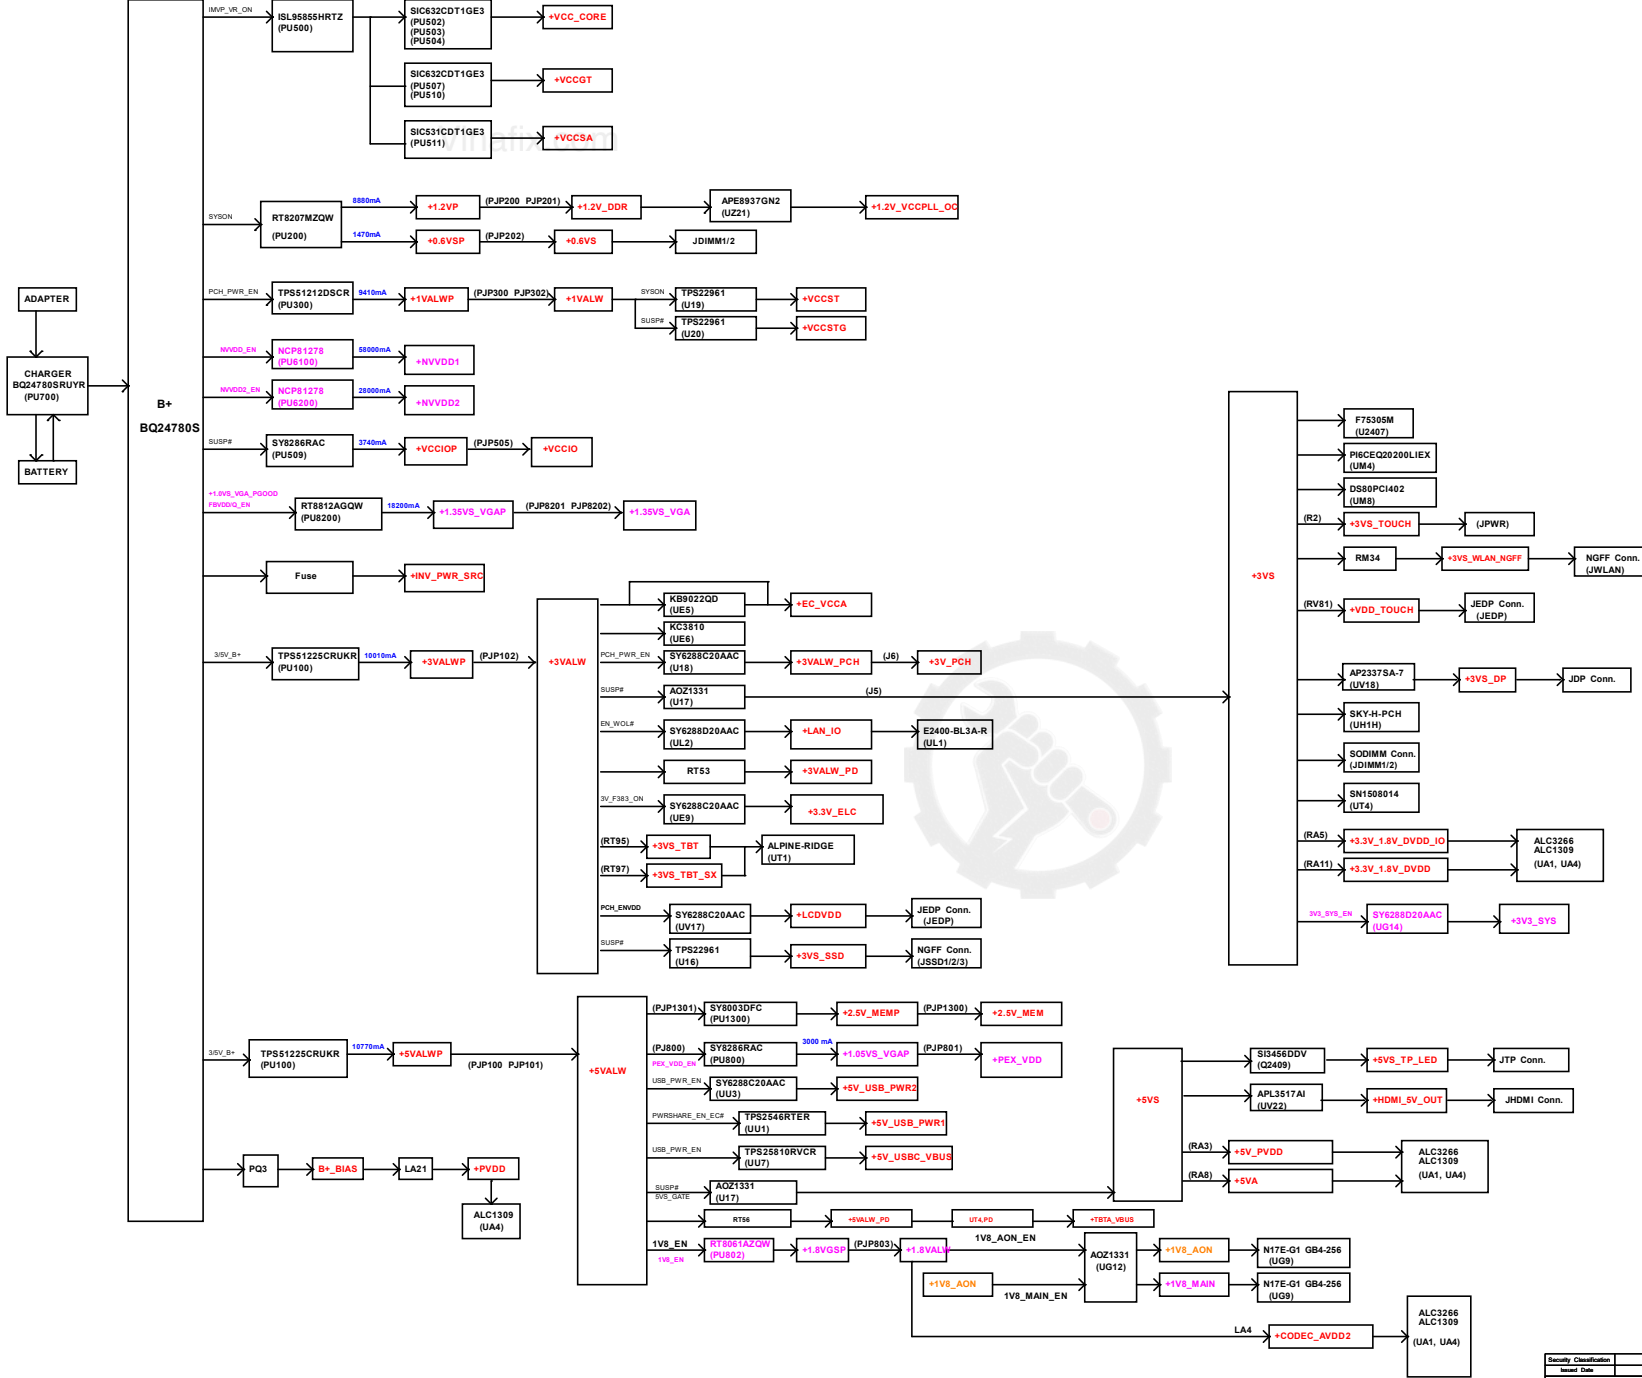 IMVP_VR_ON
ISL95855HRTZ
(PU500)
SIC632CDT1GE3
(PU502)
(PU503)
(PU504)
+VCC_CORE
SIC632CDT1GE3
(PU507)
(PU510)
+VCCGT
SIC531CDT1GE3
(PU511)
+VCCSA
vinafix.com
SYSON
RT8207MZQW
(PU200)
8880mA
+1.2VP
(PJP200 PJP201)
+1.2V_DDR
APE8937GN2
(UZ21)
+1.2V_VCCPLL_OC
1470mA
+0.6VSP
(PJP202)
+0.6VS
JDIMM1/2
ADAPTER
CHARGER
BQ24780SRUYR
(PU700)
BATTERY
B+
BQ24780S
PCH_PWR_EN
TPS51212DSCR
(PU300)
9410mA
+1VALWP
(PJP300 PJP302)
+1VALW
SYSON
TPS22961
(U19)
+VCCST
SUSP#
TPS22961
(U20)
+VCCSTG
NVVDD_EN
NCP81278
(PU6100)
58000mA
+NVVDD1
NVVDD2_EN
NCP81278
(PU6200)
28000mA
+NVVDD2
SUSP#
SY8286RAC
(PU509)
3740mA
+VCCIOP
(PJP505)
+VCCIO
+1.0VS_VGA_PGOOD
FBVDD/Q_EN
RT8812AGQW
(PU8200)
18200mA
+1.35VS_VGAP
(PJP8201 PJP8202)
+1.35VS_VGA
Fuse
+INV_PWR_SRC
3/5V_B+
TPS51225CRUKR
(PU100)
10010mA
+3VALWP
(PJP102)
+3VALW
KB9022QD
(UE5)
+EC_VCCA
KC3810
(UE6)
PCH_PWR_EN
SY6288C20AAC
(U18)
+3VALW_PCH
(J6)
+3V_PCH
SUSP#
AOZ1331
(U17)
(J5)
EN_WOL#
SY6288D20AAC
(UL2)
+LAN_IO
E2400-BL3A-R
(UL1)
RT53
+3VALW_PD
3V_F383_ON
SY6288C20AAC
(UE9)
+3.3V_ELC
(RT95)
+3VS_TBT
ALPINE-RIDGE
(UT1)
(RT97)
+3VS_TBT_SX
PCH_ENVDD
SY6288C20AAC
(UV17)
+LCDVDD
JEDP Conn.
(JEDP)
SUSP#
TPS22961
(U16)
+3VS_SSD
NGFF Conn.
(JSSD1/2/3)
+3VS
F75305M
(U2407)
PI6CEQ20200LIEX
(UM4)
DS80PCI402
(UM8)
(R2)
+3VS_TOUCH
(JPWR)
RM34
+3VS_WLAN_NGFF
NGFF Conn.
(JWLAN)
(RV81)
+VDD_TOUCH
JEDP Conn.
(JEDP)
AP2337SA-7
(UV18)
+3VS_DP
JDP Conn.
SKY-H-PCH
(UH1H)
SODIMM Conn.
(JDIMM1/2)
SN1508014
(UT4)
(RA5)
+3.3V_1.8V_DVDD_IO
(RA11)
+3.3V_1.8V_DVDD
ALC3266
ALC1309
(UA1, UA4)
3V3_SYS_EN
SY6288D20AAC
(UG14)
+3V3_SYS
3/5V_B+
TPS51225CRUKR
(PU100)
10770mA
+5VALWP
(PJP100 PJP101)
+5VALW
(PJP1301)
SY8003DFC
(PU1300)
+2.5V_MEMP
(PJP1300)
+2.5V_MEM
(PJ800)
PEX_VDD_EN
SY8286RAC
(PU800)
3000 mA
+1.05VS_VGAP
(PJP801)
+PEX_VDD
USB_PWR_EN
SY6288C20AAC
(UU3)
+5V_USB_PWR2
PWRSHARE_EN_EC#
TPS2546RTER
(UU1)
+5V_USB_PWR1
USB_PWR_EN
TPS25810RVCR
(UU7)
+5V_USBC_VBUS
SUSP#
5VS_GATE
AOZ1331
(U17)
RT56
+5VALW_PD
UT4,PD
+TBTA_VBUS
1V8_EN
1V8_EN
RT8061AZQW
(PU802)
+1.8VGSP
(PJP803)
+1.8VALW
1V8_AON_EN
AOZ1331
(UG12)
+1V8_AON
N17E-G1 GB4-256
(UG9)
+1V8_AON
1V8_MAIN_EN
+1V8_MAIN
N17E-G1 GB4-256
(UG9)
LA4
+CODEC_AVDD2
ALC3266
ALC1309
(UA1, UA4)
+5VS
SI3456DDV
(Q2409)
+5VS_TP_LED
JTP Conn.
APL3517AI
(UV22)
+HDMI_5V_OUT
JHDMI Conn.
(RA3)
+5V_PVDD
(RA8)
+5VA
ALC3266
ALC1309
(UA1, UA4)
PQ3
B+_BIAS
LA21
+PVDD
ALC1309
(UA4)
Security Classification
Issued Date